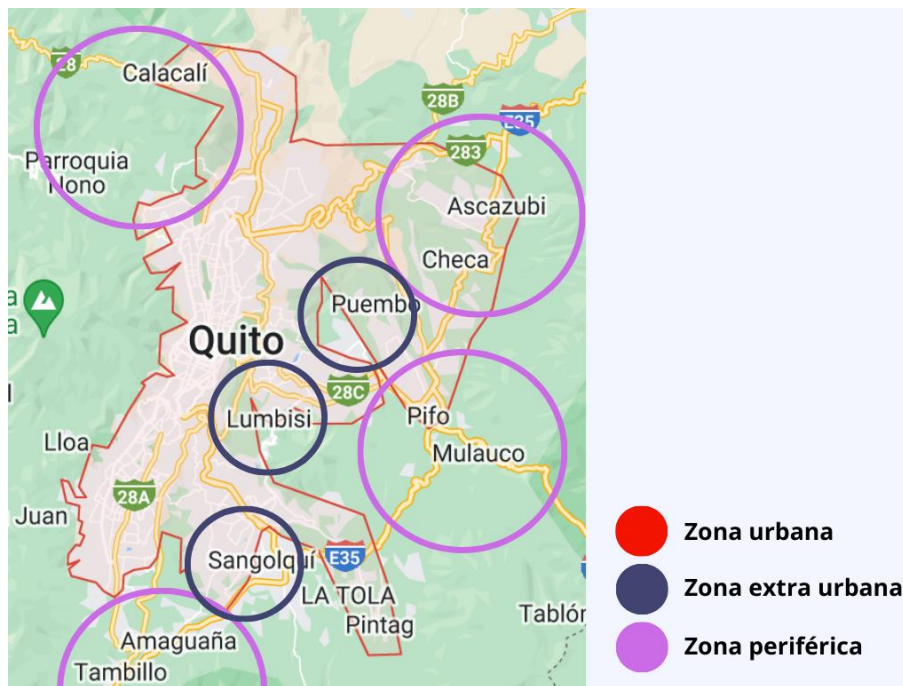 28
Calacalí
28B
E35
283
Parroquia
Nono
Ascazubi
Checa
Puembo
Quito
28C
Lumbisi
Pifo
Mulauco
Lloa
28A
Juan
Sangolquí
E35
LA TOLA
Pintag
Tablón
Amaguaña
Tambillo
Zona urbana
Zona extra urbana
Zona periférica